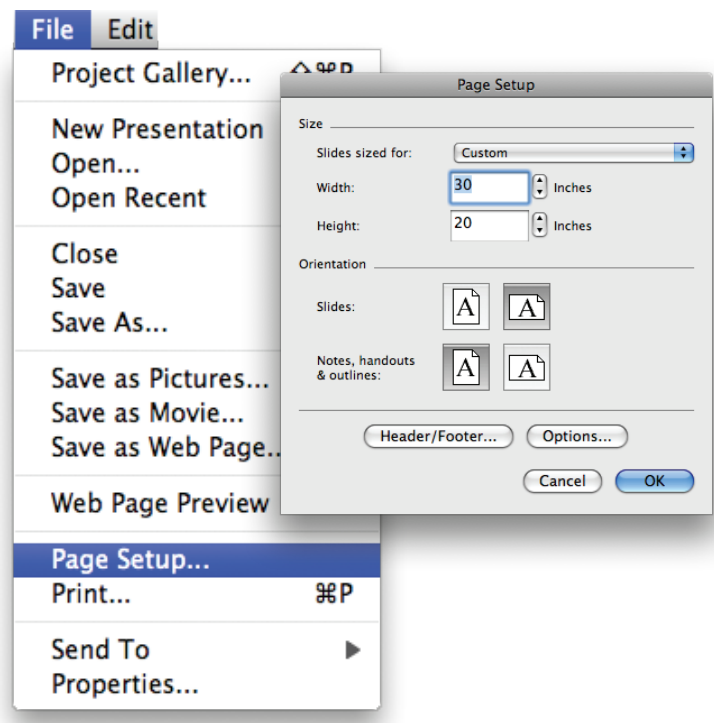 File Edit
Project Gallery... ⇧⌘P
New Presentation
Open...
Open Recent
Close
Save
Save As...
Save as Pictures...
Save as Movie...
Save as Web Page..
Web Page Preview
Page Setup...
Print... ⌘P
Send To
Properties...
Page Setup
Size
Slides sized for: Custom
Width: 30 Inches
Height: 20 Inches
Orientation
Slides: A A
Notes, handouts
& outlines: A A
Header/Footer... Options...
Cancel OK